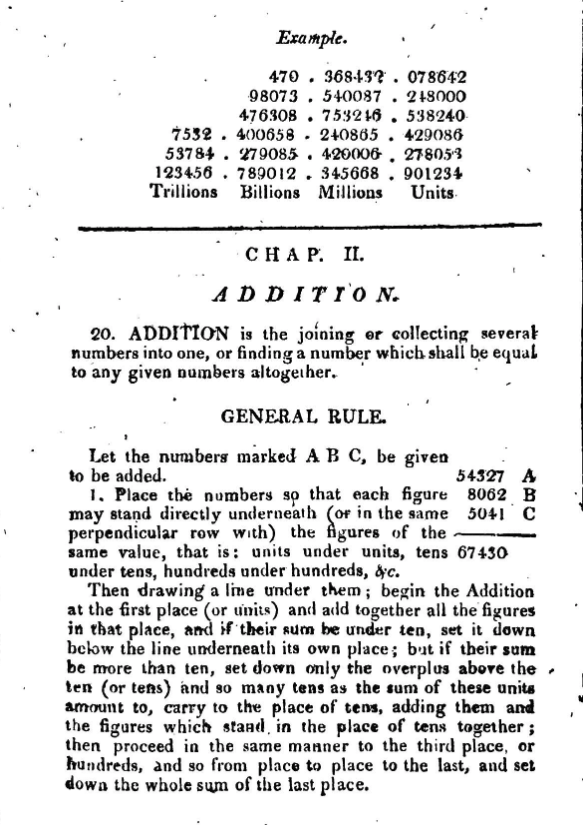 Example.
470 . 368437 . 078642
98073 . 540087 . 248000
476308 . 753246 . 538240
7532 . 400658 . 240865 . 429086
53784 . 279085 . 420006 . 278053
123456 . 789012 . 345668 . 901234
Trillions Billions Millions Units
CHAP. II.
ADDITION.
20. ADDITION is the joining or collecting several
numbers into one, or finding a number which shall be equal
to any given numbers altogether.
GENERAL RULE.
Let the numbers marked A B C, be given
to be added. 54327 A
1. Place the numbers so that each figure 8062 B
may stand directly underneath (or in the same 5041 C
perpendicular row with) the figures of the
same value, that is: units under units, tens 67430
under tens, hundreds under hundreds, &c.
Then drawing a line under them; begin the Addition
at the first place (or units) and add together all the figures
in that place, and if their sum be under ten, set it down
below the line underneath its own place; but if their sum
be more than ten, set down only the overplus above the
ten (or tens) and so many tens as the sum of these units
amount to, carry to the place of tens, adding them and
the figures which stand in the place of tens together;
then proceed in the same manner to the third place, or
hundreds, and so from place to place to the last, and set
down the whole sum of the last place.